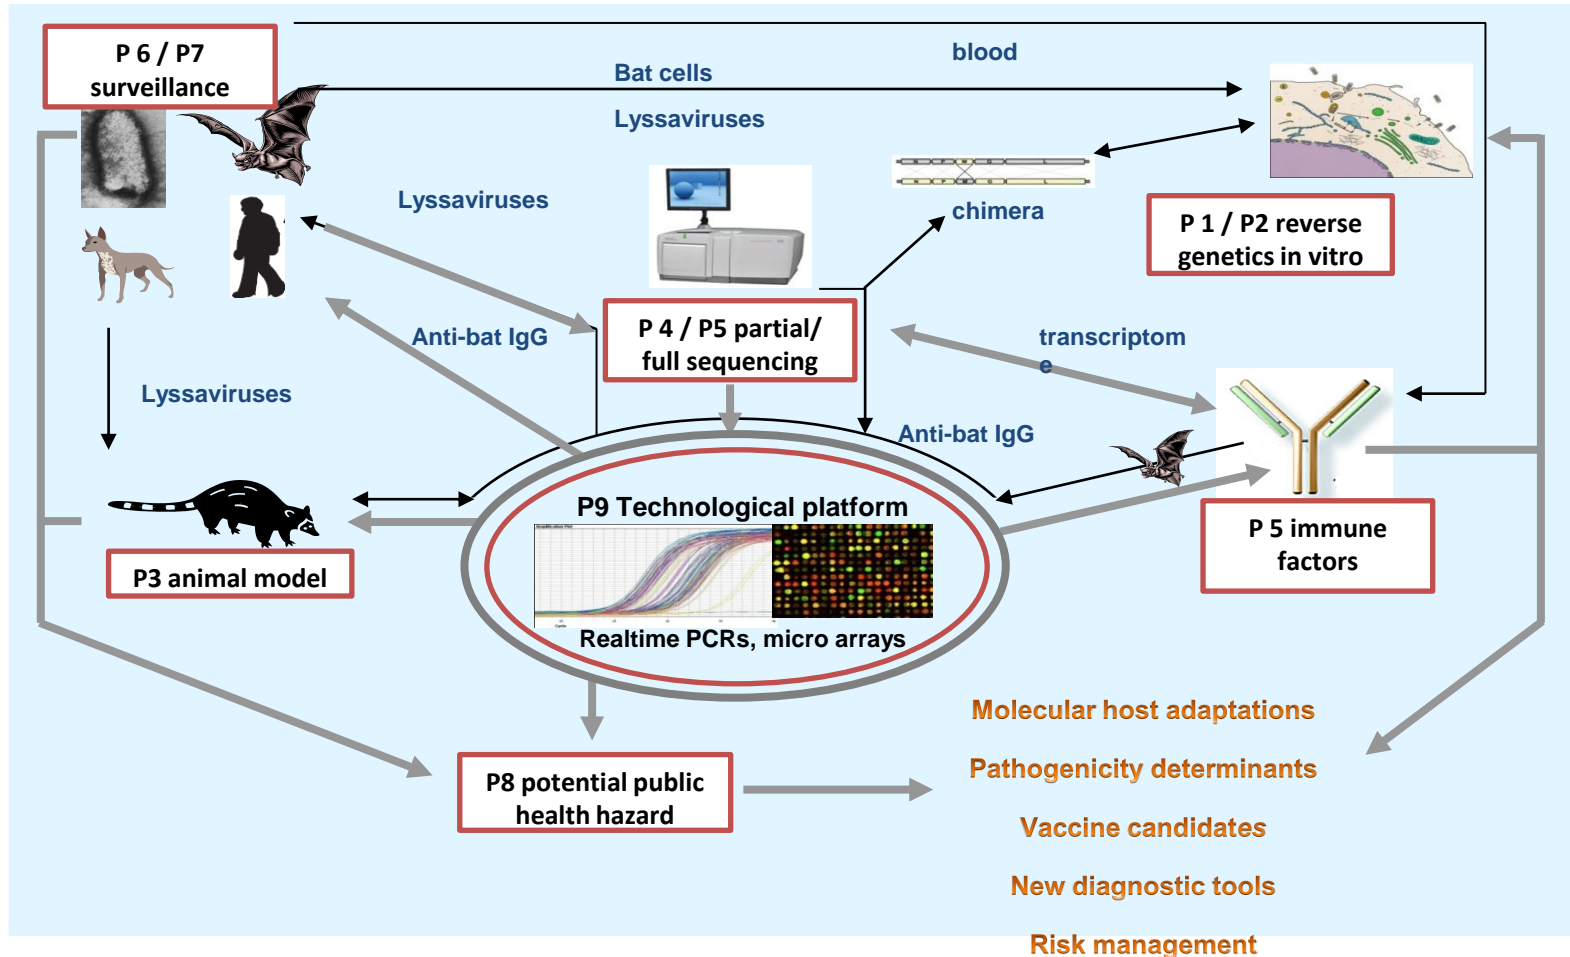 P 6 / P7
surveillance
blood
Bat cells
Lyssaviruses
Lyssaviruses
chimera
P 1 / P2 reverse
genetics in vitro
P 4 / P5 partial/
full sequencing
Anti-bat IgG
transcriptom
e
Lyssaviruses
Anti-bat IgG
P9 Technological platform
Amplification Plot
Cycle
Realtime PCRs, micro arrays
P3 animal model
P 5 immune
factors
P8 potential public
health hazard
Molecular host adaptations
Pathogenicity determinants
Vaccine candidates
New diagnostic tools
Risk management